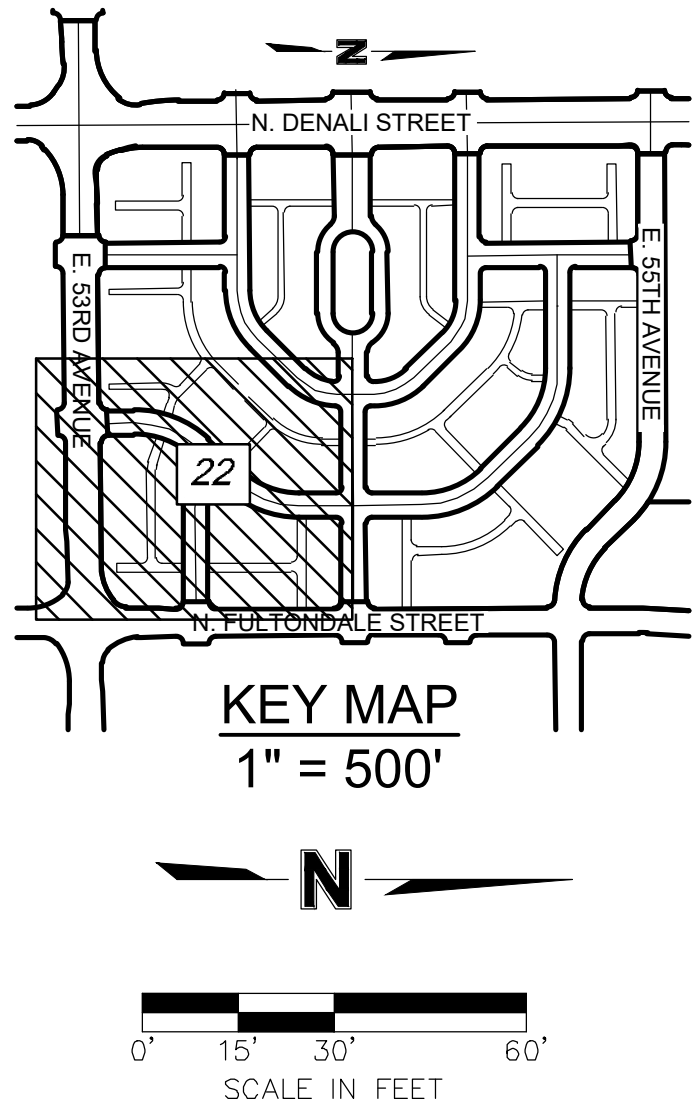 N
N. DENALI STREET
E. 53RD AVENUE
E. 55TH AVENUE
22
N. FULTONDALE STREET
KEY MAP
1" = 500'
N
0' 15' 30' 60'
SCALE IN FEET